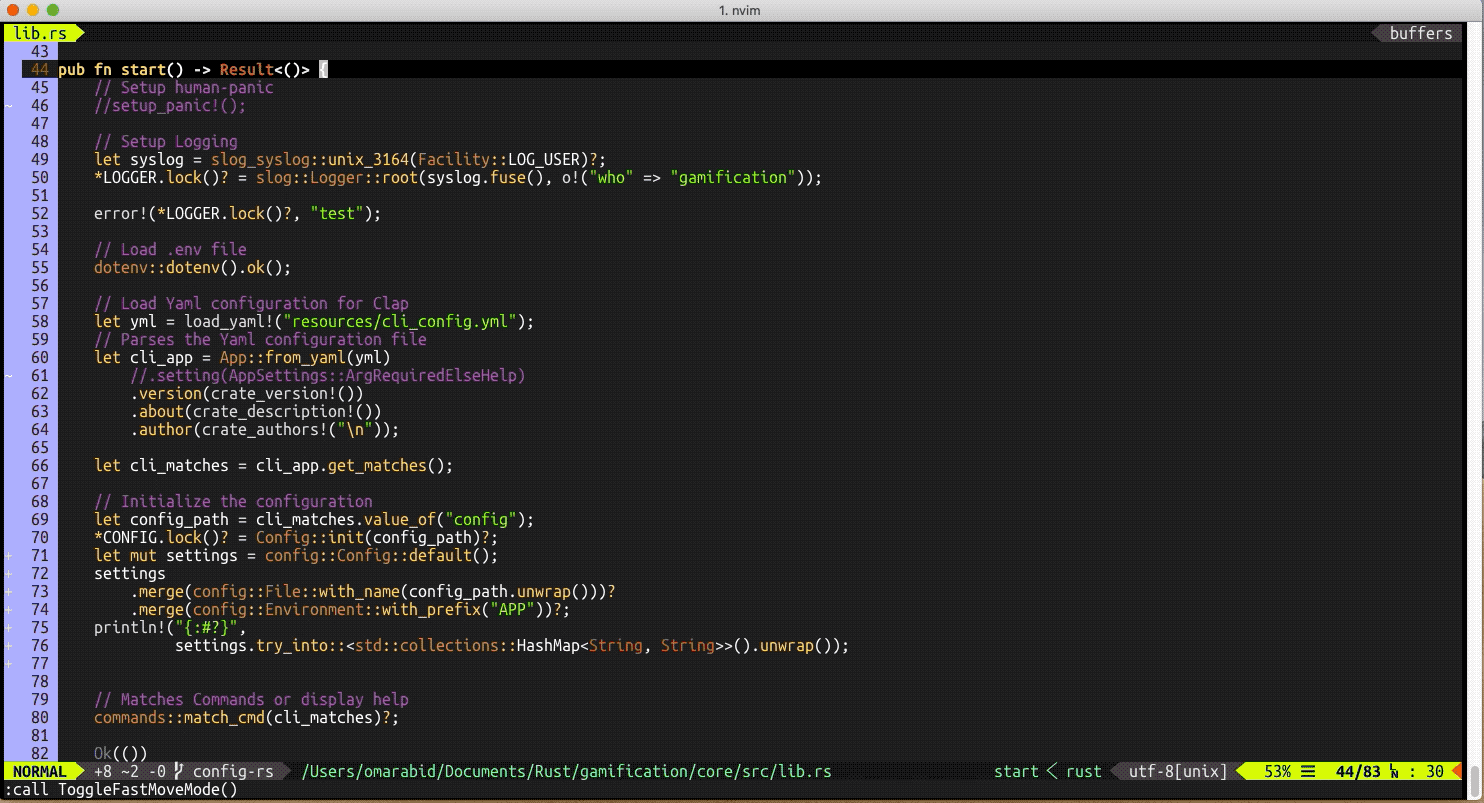 1. nvim
lib.rs buffers
43
44 pub fn start() -> Result<()> {
45 // Setup human-panic
~ 46 //setup_panic!();
47
48 // Setup Logging
49 let syslog = slog_syslog::unix_3164(Facility::LOG_USER)?;
50 *LOGGER.lock()? = slog::Logger::root(syslog.fuse(), o!("who" => "gamification"));
51
52 error!(*LOGGER.lock()?, "test");
53
54 // Load .env file
55 dotenv::dotenv().ok();
56
57 // Load Yaml configuration for Clap
58 let yml = load_yaml!("resources/cli_config.yml");
59 // Parses the Yaml configuration file
60 let cli_app = App::from_yaml(yml)
~ 61 //.setting(AppSettings::ArgRequiredElseHelp)
62 .version(crate_version!())
63 .about(crate_description!())
64 .author(crate_authors!("\n"));
65
66 let cli_matches = cli_app.get_matches();
67
68 // Initialize the configuration
69 let config_path = cli_matches.value_of("config");
70 *CONFIG.lock()? = Config::init(config_path)?;
+ 71 let mut settings = config::Config::default();
+ 72 settings
+ 73 .merge(config::File::with_name(config_path.unwrap()))?
+ 74 .merge(config::Environment::with_prefix("APP"))?;
+ 75 println!("{:#?}",
+ 76 settings.try_into::<std::collections::HashMap<String, String>>().unwrap());
+ 77
78
79 // Matches Commands or display help
80 commands::match_cmd(cli_matches)?;
81
82 Ok(())
NORMAL +8 ~2 -0 config-rs /Users/omarabid/Documents/Rust/gamification/core/src/lib.rs start < rust utf-8[unix] 53% ☰ 44/83 ㏑ : 30
:call ToggleFastMoveMode()